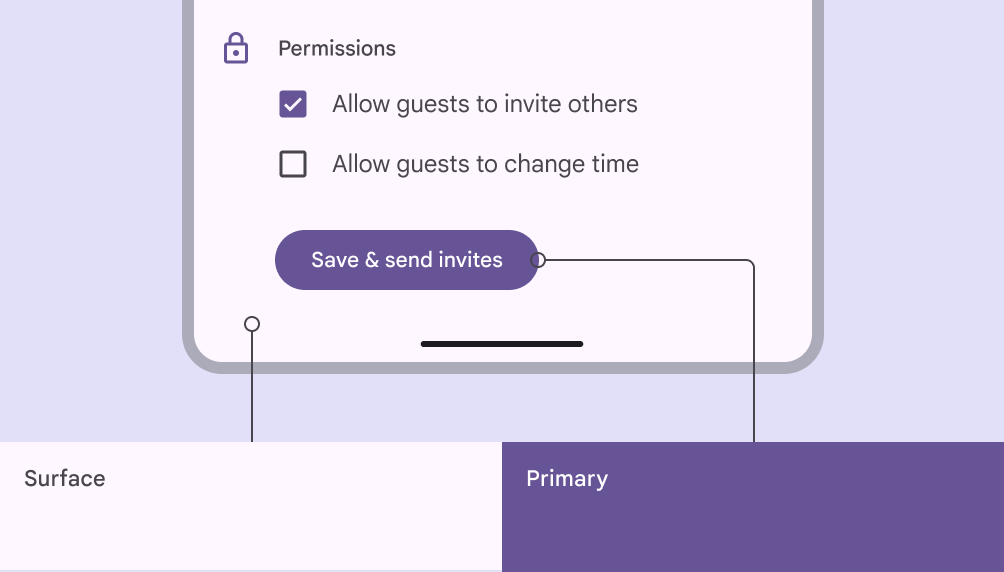 Permissions
Allow guests to invite others
Allow guests to change time
Save & send invites
Surface
Primary